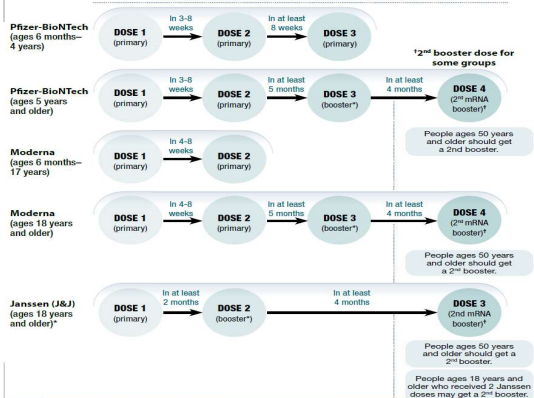 Pfizer-BioNTech
(ages 6 months–
4 years)
DOSE 1
(primary)
In 3-8
weeks
DOSE 2
(primary)
In at least
8 weeks
DOSE 3
(primary)
†2nd booster dose for
some groups
Pfizer-BioNTech
(ages 5 years
and older)
DOSE 1
(primary)
In 3-8
weeks
DOSE 2
(primary)
In at least
5 months
DOSE 3
(booster*)
In at least
4 months
DOSE 4
(2nd mRNA
booster)†
People ages 50 years
and older should get
a 2nd booster.
Moderna
(ages 6 months–
17 years)
DOSE 1
(primary)
In 4-8
weeks
DOSE 2
(primary)
Moderna
(ages 18 years
and older)
DOSE 1
(primary)
In 4-8
weeks
DOSE 2
(primary)
In at least
5 months
DOSE 3
(booster*)
In at least
4 months
DOSE 4
(2nd mRNA
booster)†
People ages 50 years
and older should get
a 2nd booster.
Janssen (J&J)
(ages 18 years
and older)*
DOSE 1
(primary)
In at least
2 months
DOSE 2
(booster*)
In at least
4 months
DOSE 3
(2nd mRNA
booster)†
People ages 50 years
and older should get a
2nd booster.
People ages 18 years and
older who received 2 Janssen
doses may get a 2nd booster.